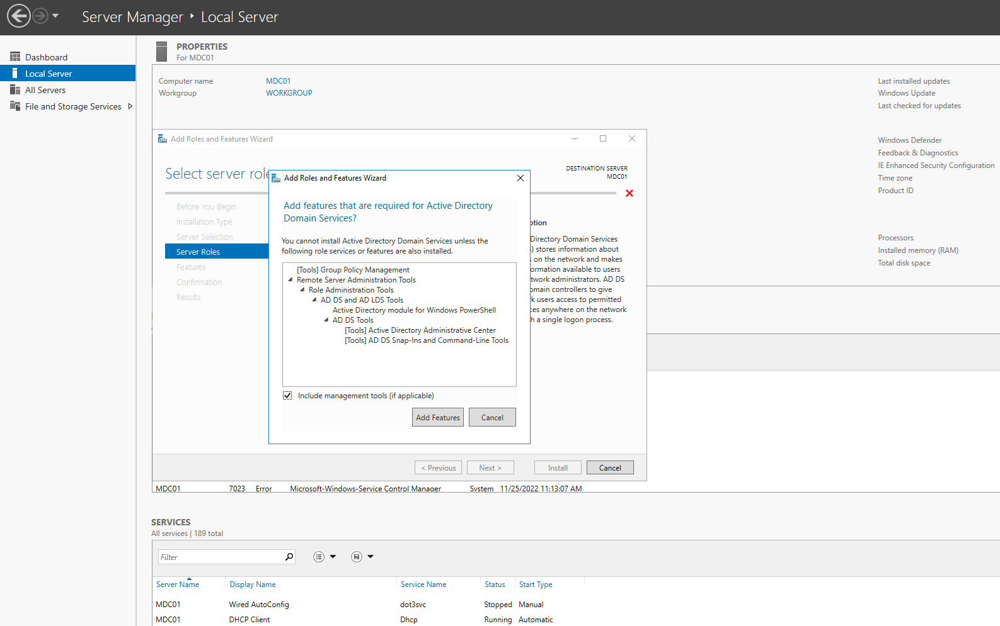 Server Manager ‣ Local Server
Dashboard
Local Server
All Servers
File and Storage Services
PROPERTIES
For MDC01
Computer name MDC01
Workgroup WORKGROUP
Last installed updates
Windows Update
Last checked for updates
Windows Defender
Feedback & Diagnostics
IE Enhanced Security Configuration
Time zone
Product ID
Processors
Installed memory (RAM)
Total disk space
Add Roles and Features Wizard
Select server role
DESTINATION SERVER
MDC01
Before You Begin
Installation Type
Server Selection
Server Roles
Features
Confirmation
Results
ption
Directory Domain Services
) stores information about
on the network and makes
ormation available to users
twork administrators. AD DS
omain controllers to give
k users access to permitted
ces anywhere on the network
h a single logon process.
Add Roles and Features Wizard
Add features that are required for Active Directory
Domain Services?
You cannot install Active Directory Domain Services unless the
following role services or features are also installed.
[Tools] Group Policy Management
Remote Server Administration Tools
Role Administration Tools
AD DS and AD LDS Tools
Active Directory module for Windows PowerShell
AD DS Tools
[Tools] Active Directory Administrative Center
[Tools] AD DS Snap-Ins and Command-Line Tools
Include management tools (if applicable)
Add Features Cancel
< Previous Next > Install Cancel
MDC01 7023 Error Microsoft-Windows-Service Control Manager System 11/25/2022 11:13:07 AM
SERVICES
All services | 189 total
Filter
Server Name Display Name Service Name Status Start Type
MDC01 Wired AutoConfig dot3svc Stopped Manual
MDC01 DHCP Client Dhcp Running Automatic